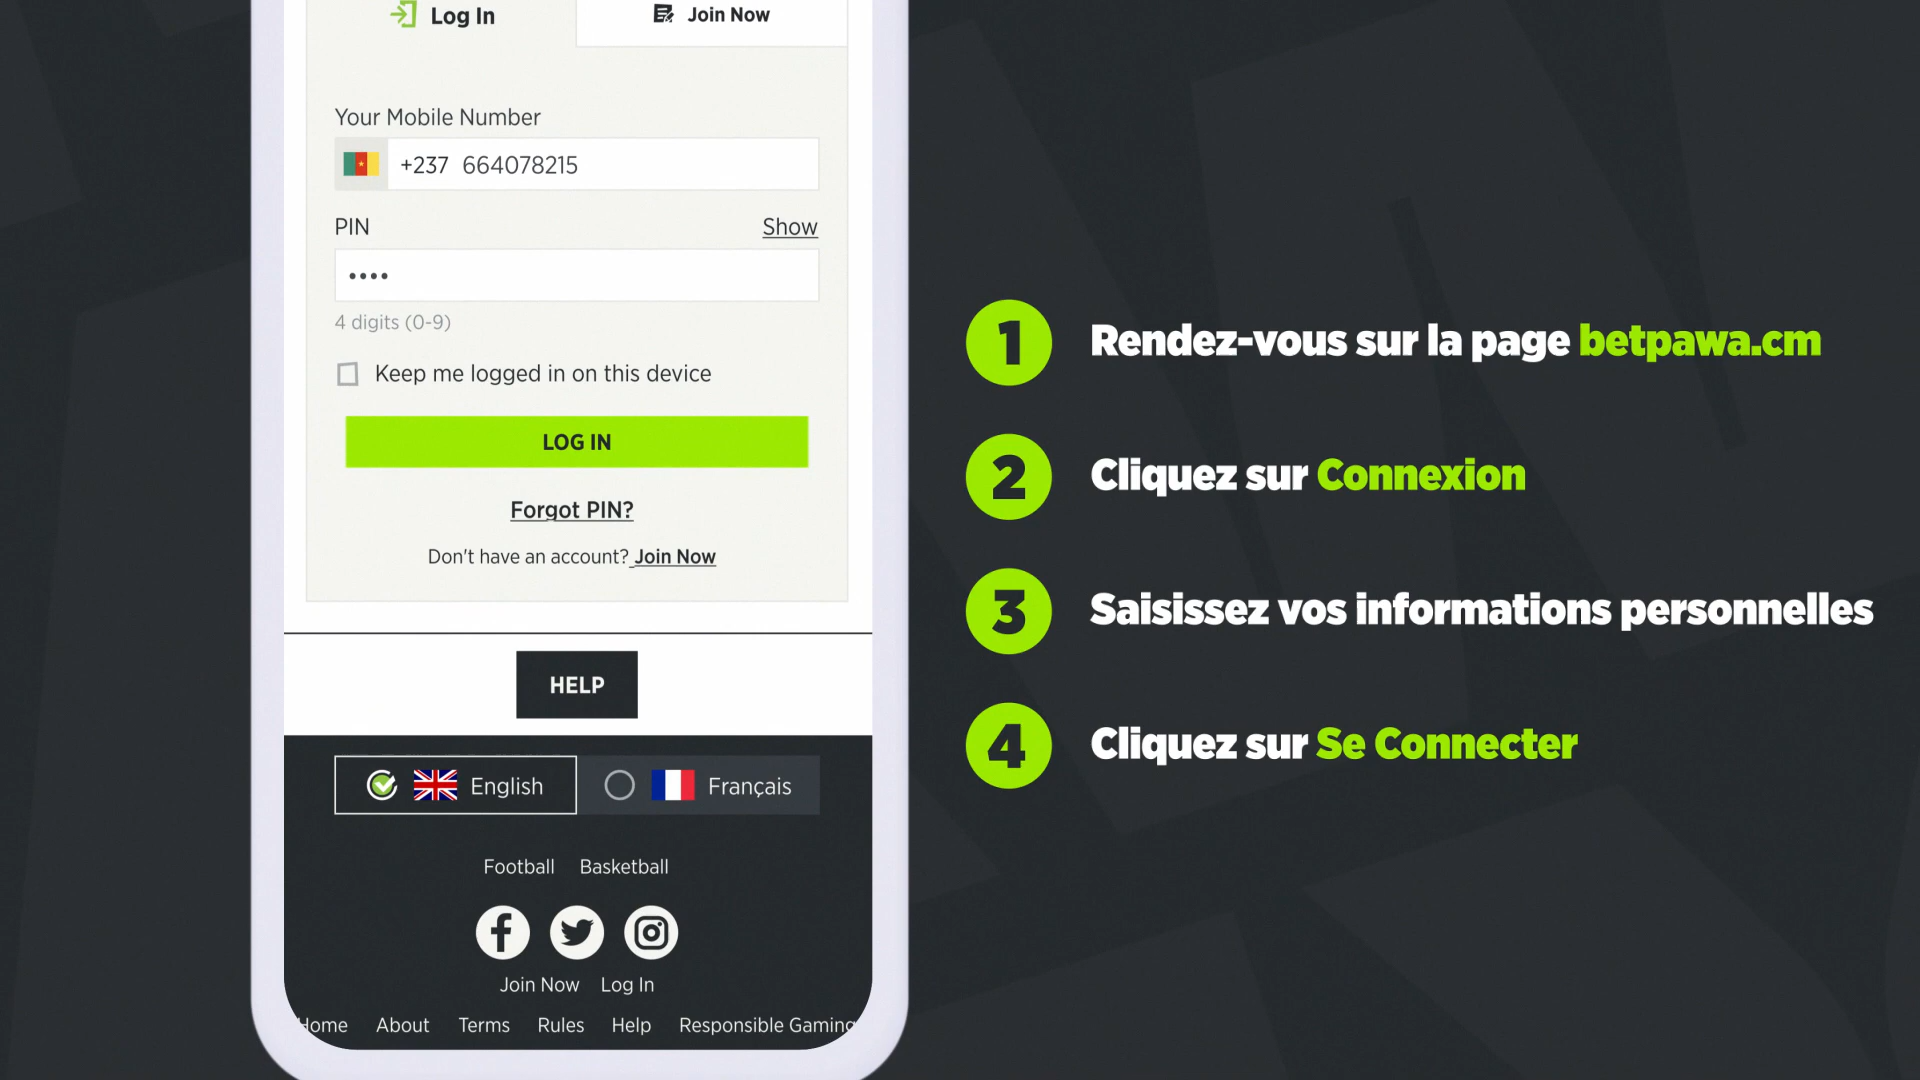 Log In
Join Now
Your Mobile Number
+237 664078215
PIN
Show
••••
4 digits (0-9)
Keep me logged in on this device
LOG IN
Forgot PIN?
Don't have an account? Join Now
HELP
English
Français
Football
Basketball
Join Now
Log In
Home
About
Terms
Rules
Help
Responsible Gaming
1 Rendez-vous sur la page betpawa.cm
2 Cliquez sur Connexion
3 Saisissez vos informations personnelles
4 Cliquez sur Se Connecter